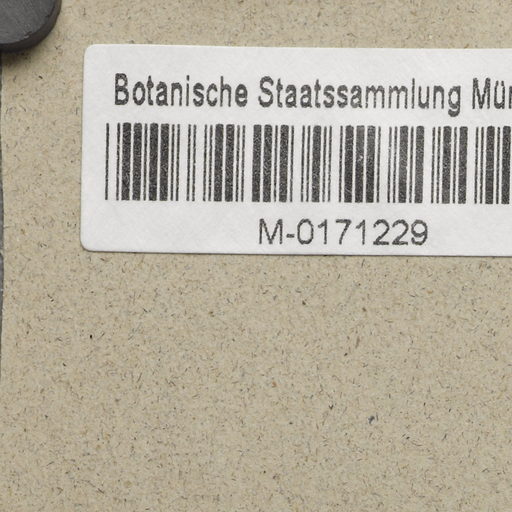 Botanische Staatssammlung Mün
M-0171229